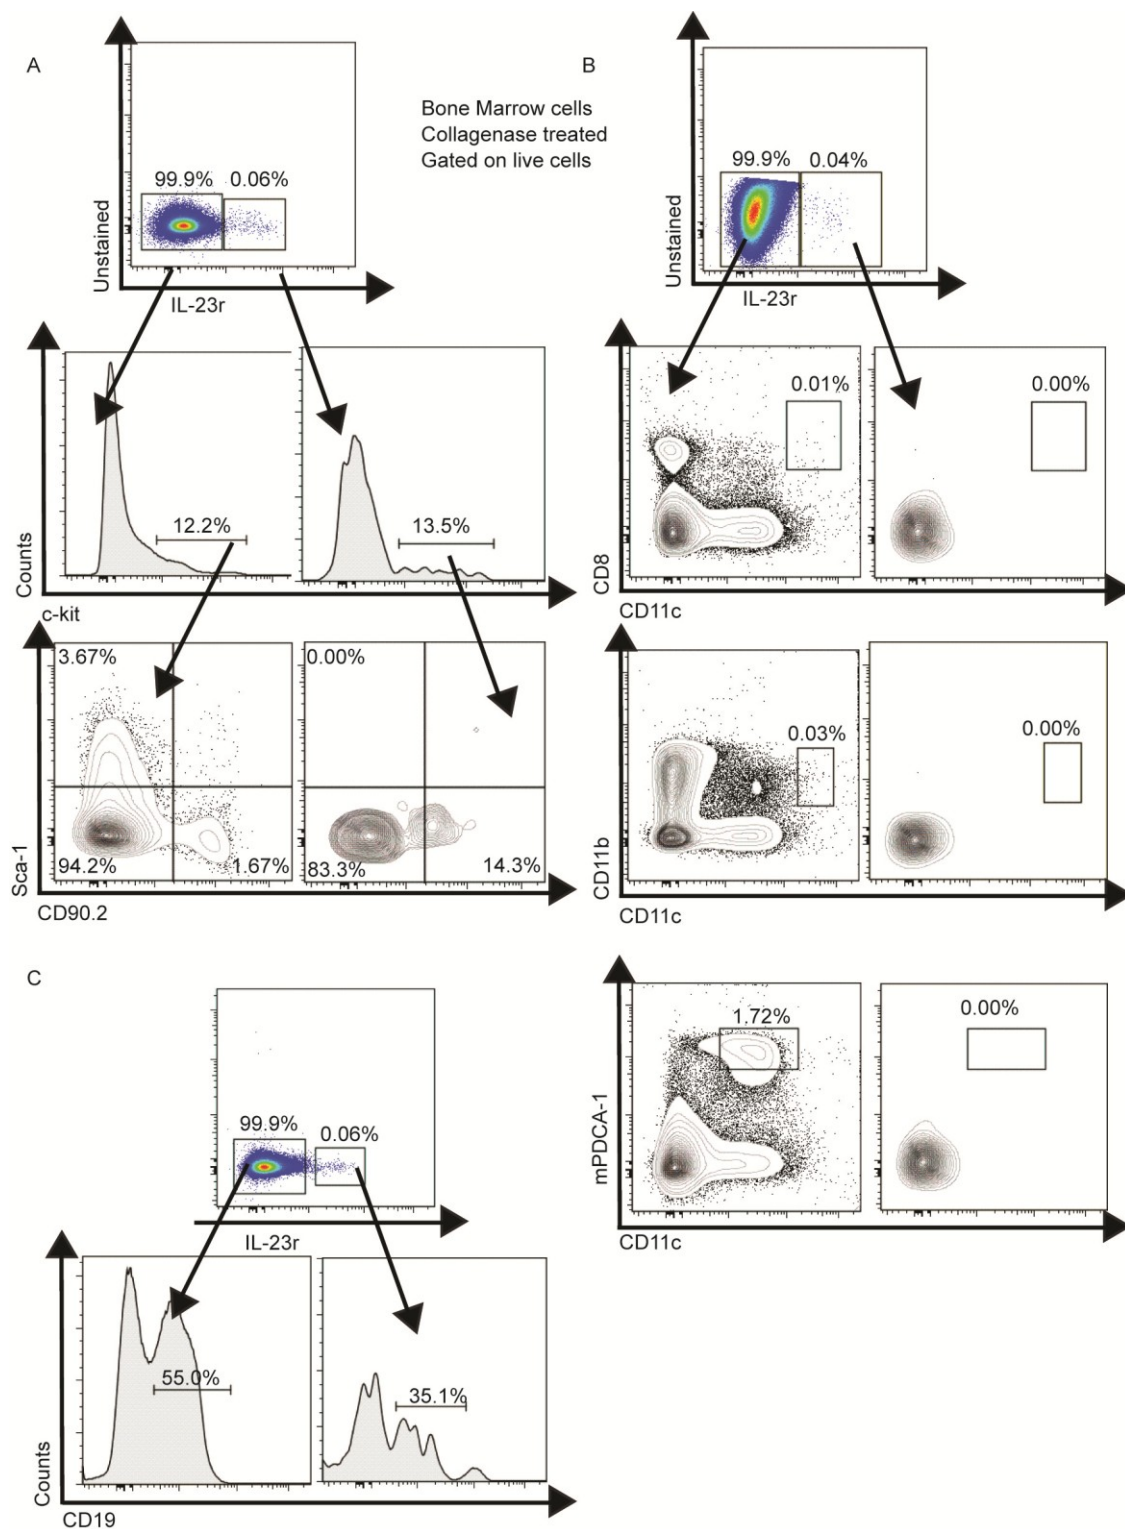 A
B
Bone Marrow cells
Collagenase treated
Gated on live cells
99.9%
0.06%
Unstained
IL-23r
99.9%
0.04%
Unstained
IL-23r
12.2%
13.5%
Counts
c-kit
0.01%
0.00%
CD8
CD11c
3.67%
0.00%
94.2%
1.67%
83.3%
14.3%
Sca-1
CD90.2
0.03%
0.00%
CD11b
CD11c
C
99.9%
0.06%
IL-23r
1.72%
0.00%
mPDCA-1
CD11c
55.0%
35.1%
Counts
CD19